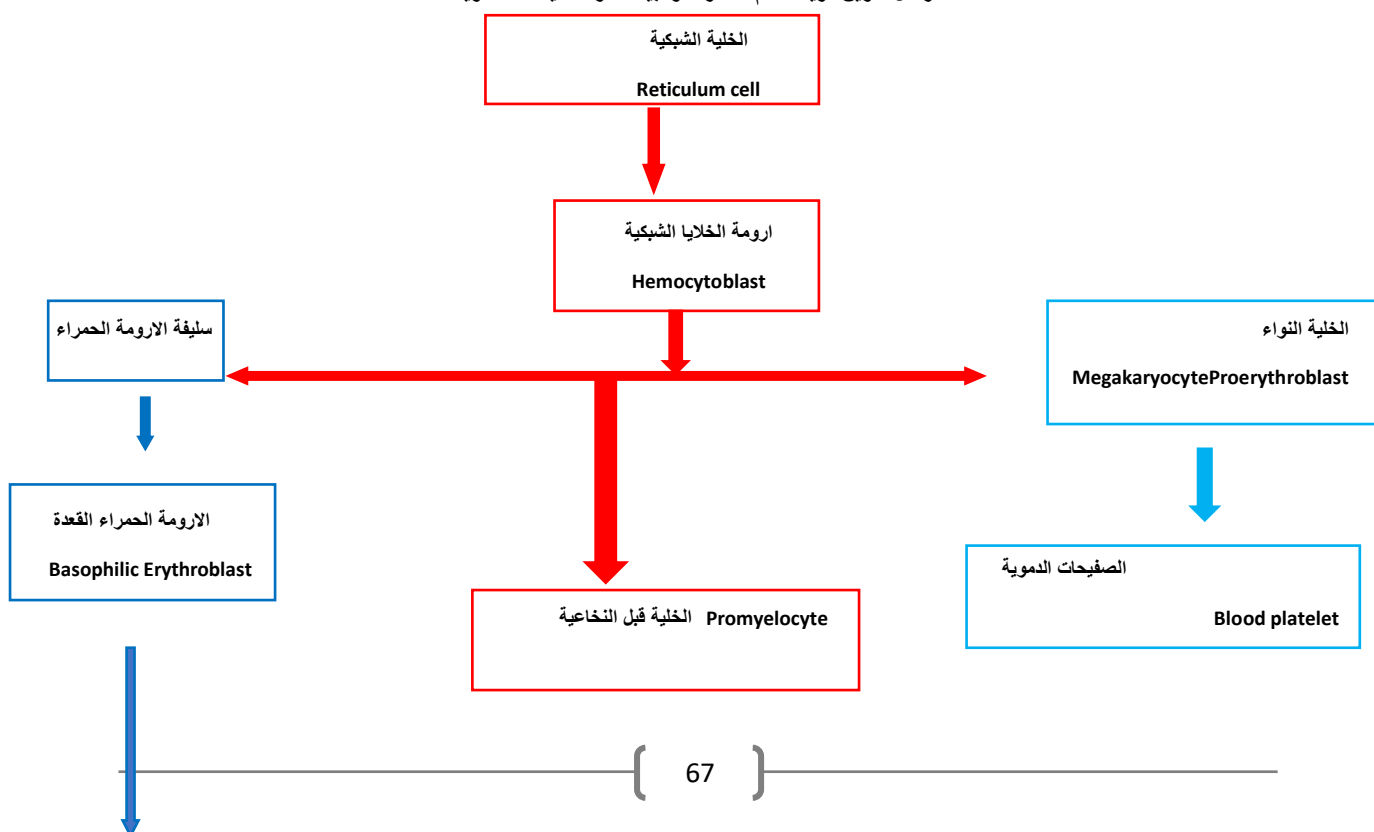 الخلية الشبكية
Reticulum cell
ارومة الخلايا الشبكية
Hemocytoblast
سليفة الارومة الحمراء
الخلية النواء
MegakaryocyteProerythroblast
الارومة الحمراء القعدة
Basophilic Erythroblast
الصفيحات الدموية
Blood platelet
الخلية قبل النخاعية Promyelocyte
67